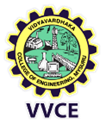 VIDYAVARDHAKA
COLLEGE OF ENGINEERING, MYSURU
VVCE